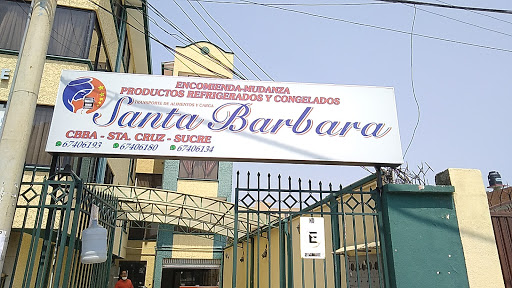 ENCOMIENDA-MUDANZA
PRODUCTOS REFRIGERADOS Y CONGELADOS
TRANSPORTE DE ALIMENTOS Y CARGA
Santa Barbara
CBBA - STA. CRUZ - SUCRE
67406193 67406180 67406134
E